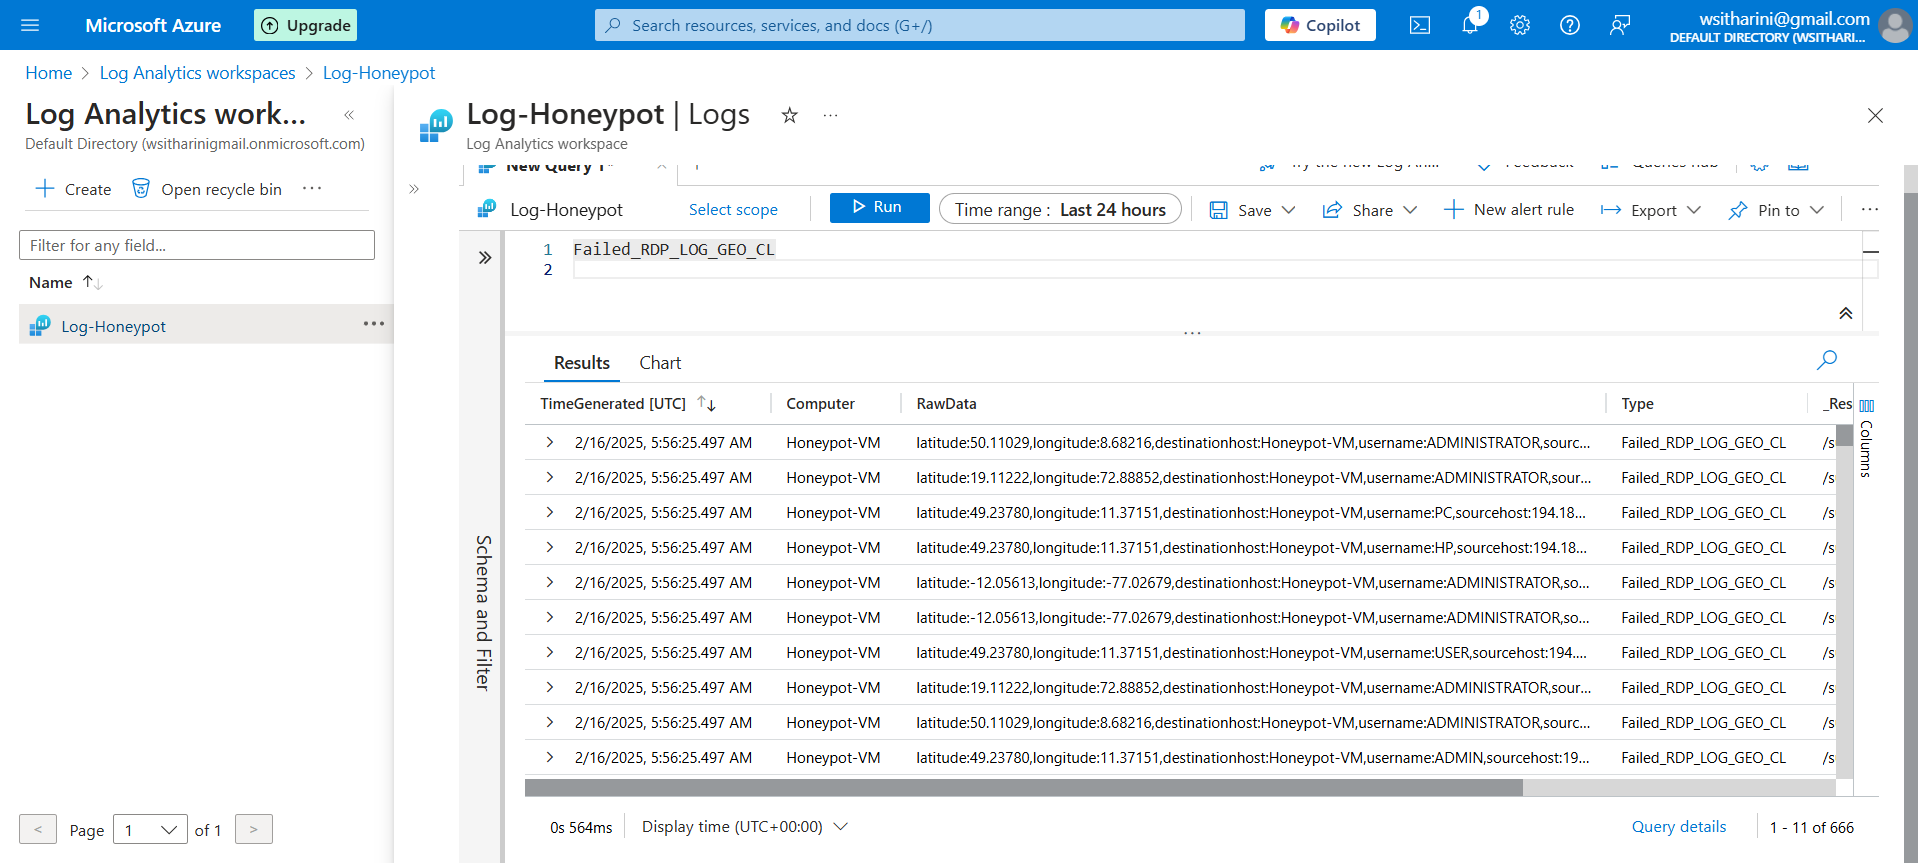 Microsoft Azure
Upgrade
Search resources, services, and docs (G+/)
Copilot
1
wsitharini@gmail.com
DEFAULT DIRECTORY (WSITHARI...
Home > Log Analytics workspaces > Log-Honeypot
Log Analytics work... «
Default Directory (wsitharinigmail.onmicrosoft.com)
+ Create Open recycle bin ...
Filter for any field...
Name ↑↓
Log-Honeypot ...
< Page 1 of 1 >
Log-Honeypot | Logs ☆ ...
Log Analytics workspace
New Query 1* × +
Try the new Log An... Feedback Queries hub
Log-Honeypot Select scope Run Time range : Last 24 hours Save Share New alert rule Export Pin to ...
1 Failed_RDP_LOG_GEO_CL
2
Schema and Filter
Results Chart
TimeGenerated [UTC] ↑↓ Computer RawData Type _Res
Columns
2/16/2025, 5:56:25.497 AM Honeypot-VM latitude:50.11029,longitude:8.68216,destinationhost:Honeypot-VM,username:ADMINISTRATOR,sourc... Failed_RDP_LOG_GEO_CL /s
2/16/2025, 5:56:25.497 AM Honeypot-VM latitude:19.11222,longitude:72.88852,destinationhost:Honeypot-VM,username:ADMINISTRATOR,sour... Failed_RDP_LOG_GEO_CL /s
2/16/2025, 5:56:25.497 AM Honeypot-VM latitude:49.23780,longitude:11.37151,destinationhost:Honeypot-VM,username:PC,sourcehost:194.18... Failed_RDP_LOG_GEO_CL /s
2/16/2025, 5:56:25.497 AM Honeypot-VM latitude:49.23780,longitude:11.37151,destinationhost:Honeypot-VM,username:HP,sourcehost:194.18... Failed_RDP_LOG_GEO_CL /s
2/16/2025, 5:56:25.497 AM Honeypot-VM latitude:-12.05613,longitude:-77.02679,destinationhost:Honeypot-VM,username:ADMINISTRATOR,so... Failed_RDP_LOG_GEO_CL /s
2/16/2025, 5:56:25.497 AM Honeypot-VM latitude:-12.05613,longitude:-77.02679,destinationhost:Honeypot-VM,username:ADMINISTRATOR,so... Failed_RDP_LOG_GEO_CL /s
2/16/2025, 5:56:25.497 AM Honeypot-VM latitude:49.23780,longitude:11.37151,destinationhost:Honeypot-VM,username:USER,sourcehost:194.... Failed_RDP_LOG_GEO_CL /s
2/16/2025, 5:56:25.497 AM Honeypot-VM latitude:19.11222,longitude:72.88852,destinationhost:Honeypot-VM,username:ADMINISTRATOR,sour... Failed_RDP_LOG_GEO_CL /s
2/16/2025, 5:56:25.497 AM Honeypot-VM latitude:50.11029,longitude:8.68216,destinationhost:Honeypot-VM,username:ADMINISTRATOR,sourc... Failed_RDP_LOG_GEO_CL /s
2/16/2025, 5:56:25.497 AM Honeypot-VM latitude:49.23780,longitude:11.37151,destinationhost:Honeypot-VM,username:ADMIN,sourcehost:19... Failed_RDP_LOG_GEO_CL /s
0s 564ms Display time (UTC+00:00) Query details 1 - 11 of 666